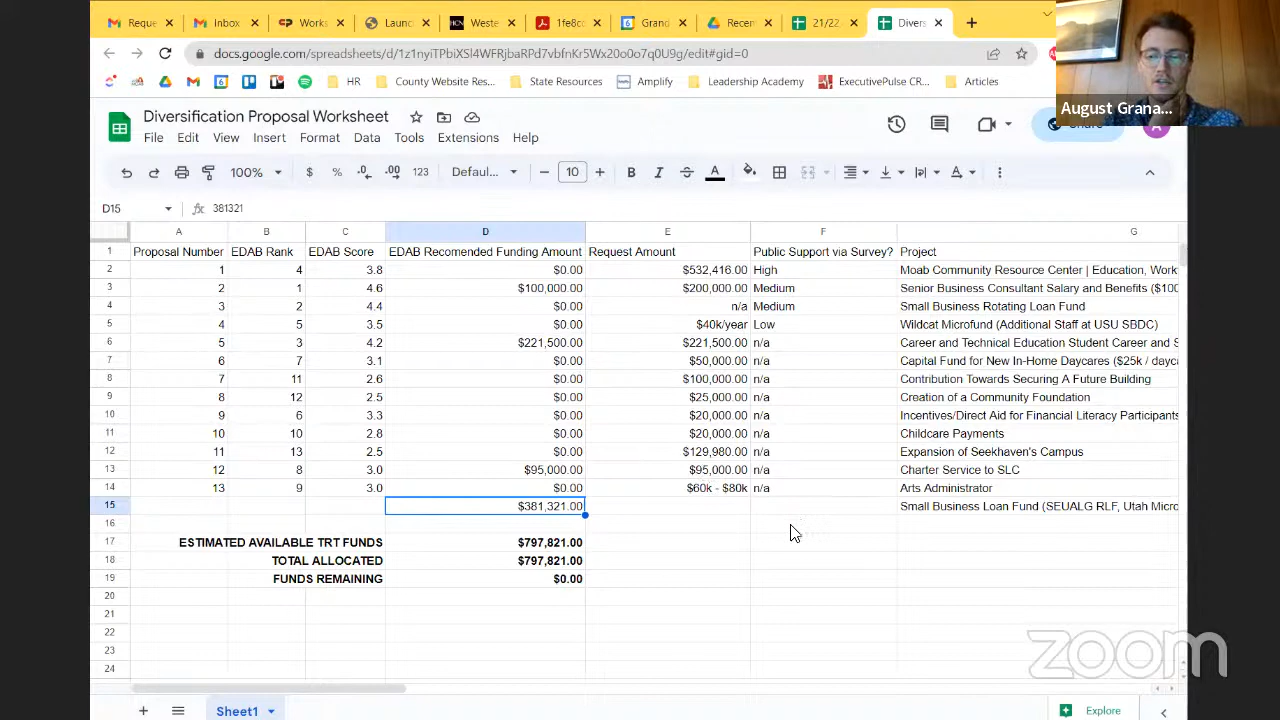 Reque
Inbox
Works
Launc
Weste
1fe8cc
Grand
Recen
21/22
Divers
docs.google.com/spreadsheets/d/1z1nyiTPbiXSl4WFRjbaRPd7vbfnKr5Wx20o0o7q0U9g/edit#gid=0
HR
County Website Res...
State Resources
Amplify
Leadership Academy
ExecutivePulse CR...
Articles
August Grana...
Diversification Proposal Worksheet
File Edit View Insert Format Data Tools Extensions Help
Share
100% $ % .0 .00 123 Defaul... 10 B I S A
D15 fx 381321
A B C D E F G
1 Proposal Number EDAB Rank EDAB Score EDAB Recomended Funding Amount Request Amount Public Support via Survey? Project
2 1 4 3.8 $0.00 $532,416.00 High Moab Community Resource Center | Education, Work
3 2 1 4.6 $100,000.00 $200,000.00 Medium Senior Business Consultant Salary and Benefits ($100
4 3 2 4.4 $0.00 n/a Medium Small Business Rotating Loan Fund
5 4 5 3.5 $0.00 $40k/year Low Wildcat Microfund (Additional Staff at USU SBDC)
6 5 3 4.2 $221,500.00 $221,500.00 n/a Career and Technical Education Student Career and S
7 6 7 3.1 $0.00 $50,000.00 n/a Capital Fund for New In-Home Daycares ($25k / dayca
8 7 11 2.6 $0.00 $100,000.00 n/a Contribution Towards Securing A Future Building
9 8 12 2.5 $0.00 $25,000.00 n/a Creation of a Community Foundation
10 9 6 3.3 $0.00 $20,000.00 n/a Incentives/Direct Aid for Financial Literacy Participants
11 10 10 2.8 $0.00 $20,000.00 n/a Childcare Payments
12 11 13 2.5 $0.00 $129,980.00 n/a Expansion of Seekhaven's Campus
13 12 8 3.0 $95,000.00 $95,000.00 n/a Charter Service to SLC
14 13 9 3.0 $0.00 $60k - $80k n/a Arts Administrator
15 $381,321.00 Small Business Loan Fund (SEUALG RLF, Utah Micro
16
17 ESTIMATED AVAILABLE TRT FUNDS $797,821.00
18 TOTAL ALLOCATED $797,821.00
19 FUNDS REMAINING $0.00
20
21
22
23
24
zoom
Sheet1
Explore